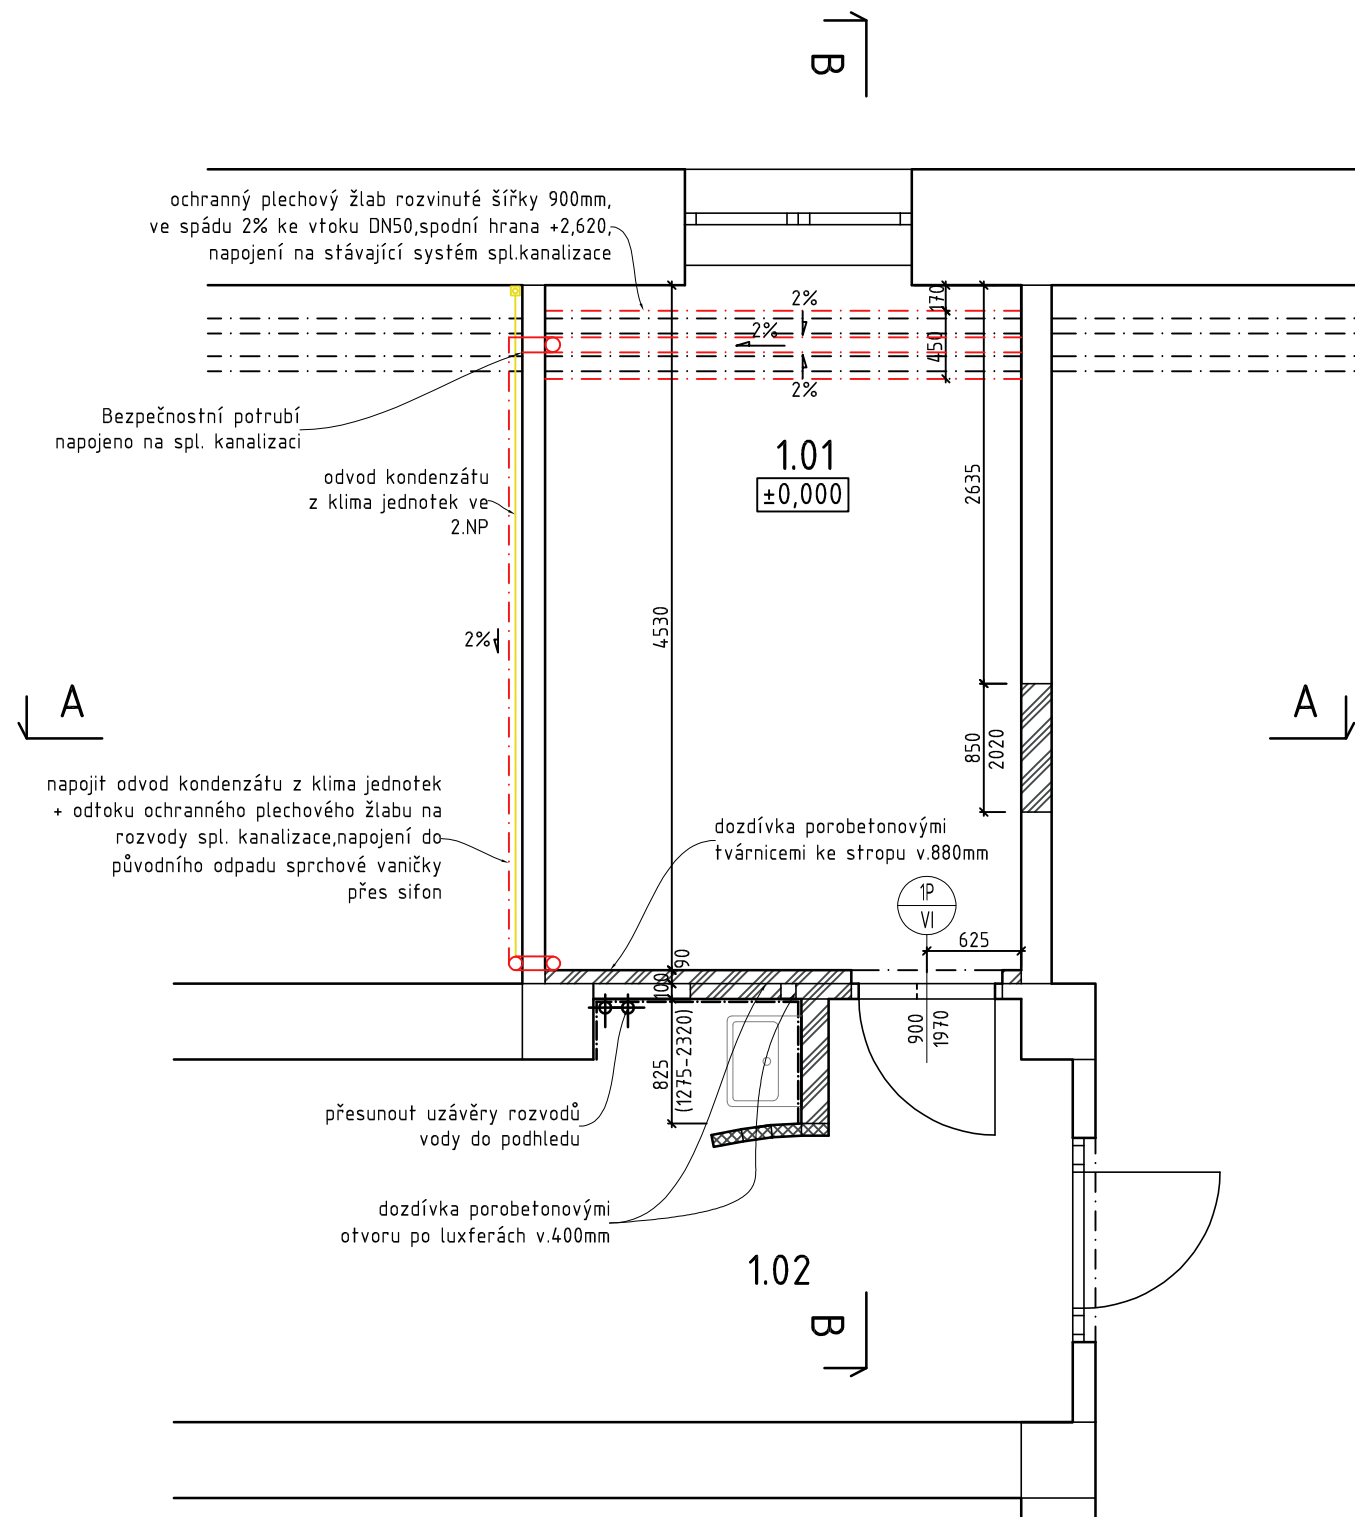 B
ochranný plechový žlab rozvinuté šířky 900mm,
ve spádu 2% ke vtoku DN50,spodní hrana +2,620,
napojení na stávající systém spl.kanalizace
2%
170
2%
450
2%
Bezpečnostní potrubí
napojeno na spl. kanalizaci
1.01
±0,000
odvod kondenzátu
z klima jednotek ve
2.NP
2635
4530
2%
A
A
850
2020
napojit odvod kondenzátu z klima jednotek
+ odtoku ochranného plechového žlabu na
rozvody spl. kanalizace,napojení do
původního odpadu sprchové vaničky
přes sifon
dozdívka porobetonovými
tvárnicemi ke stropu v.880mm
1P
VI
625
90
100
900
1970
825
(1275-2320)
přesunout uzávěry rozvodů
vody do podhledu
dozdívka porobetonovými
otvoru po luxferách v.400mm
1.02
B